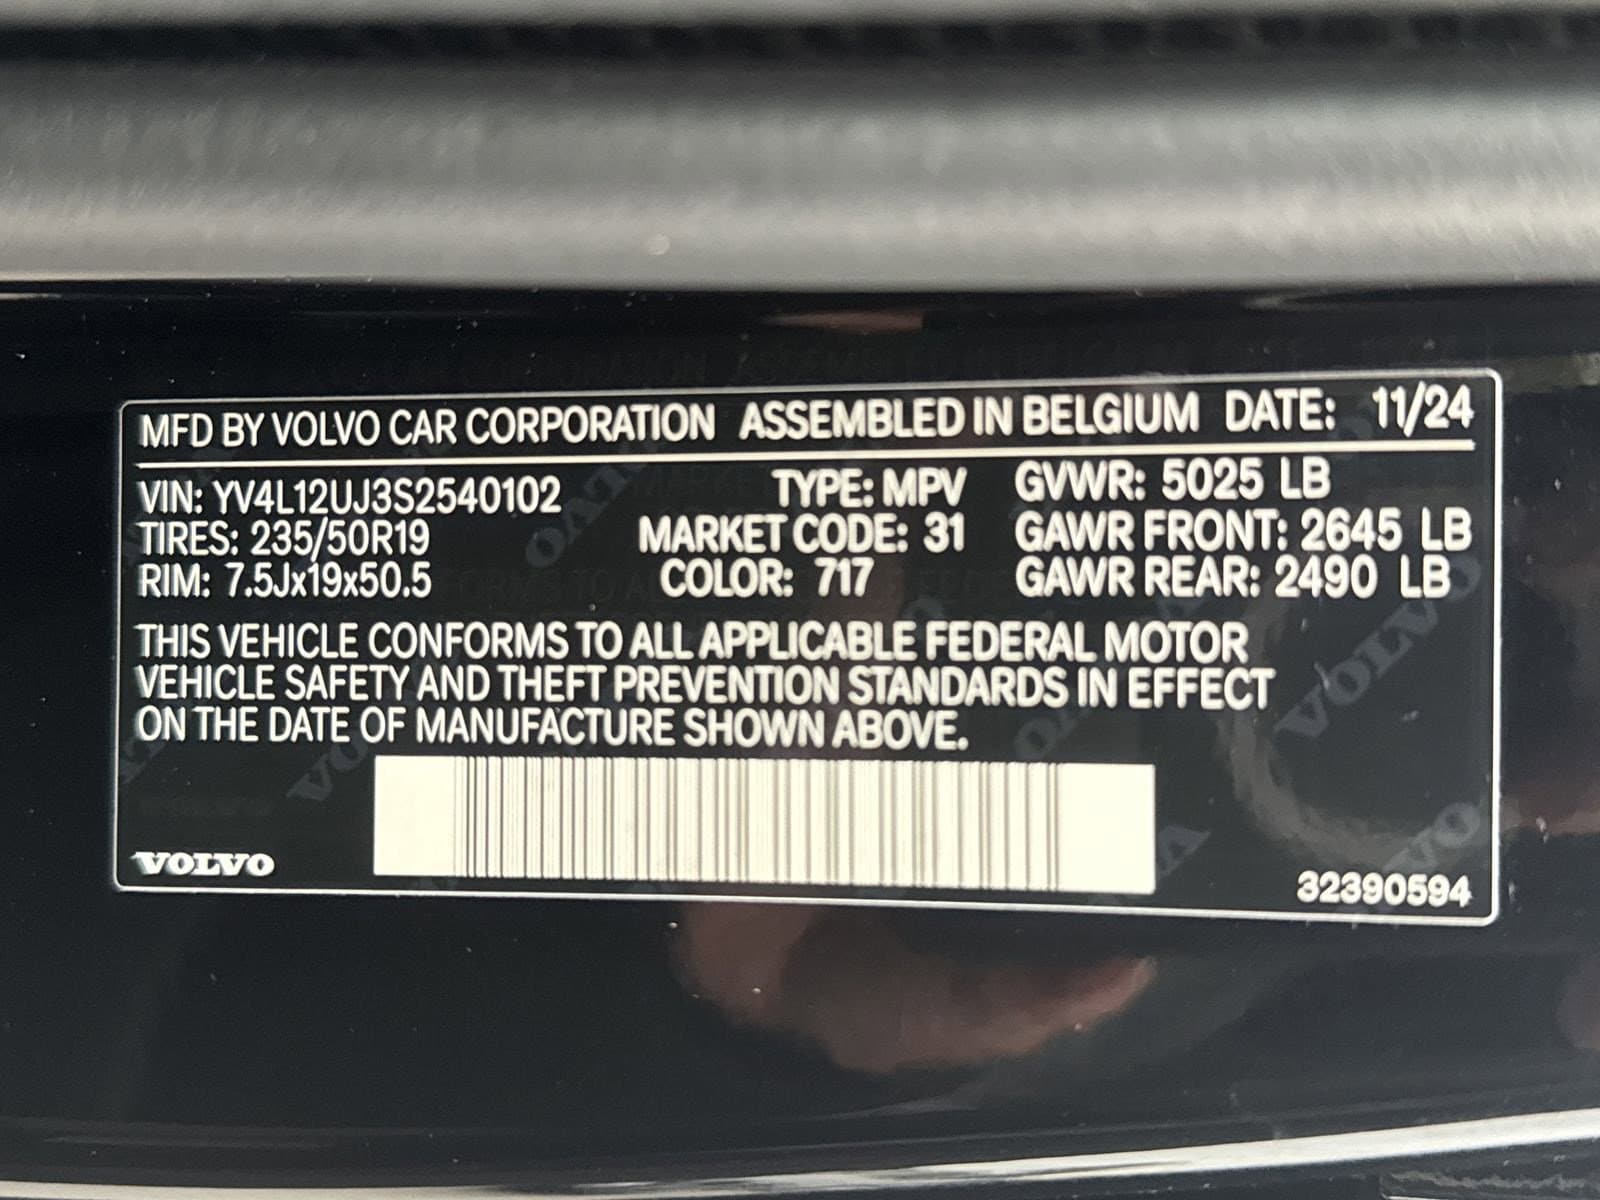 MFD BY VOLVO CAR CORPORATION ASSEMBLED IN BELGIUM DATE: 11/24
VIN: YV4L12UJ3S2540102 TYPE: MPV GVWR: 5025 LB
TIRES: 235/50R19 MARKET CODE: 31 GAWR FRONT: 2645 LB
RIM: 7.5Jx19x50.5 COLOR: 717 GAWR REAR: 2490 LB
THIS VEHICLE CONFORMS TO ALL APPLICABLE FEDERAL MOTOR
VEHICLE SAFETY AND THEFT PREVENTION STANDARDS IN EFFECT
ON THE DATE OF MANUFACTURE SHOWN ABOVE.
VOLVO 32390594